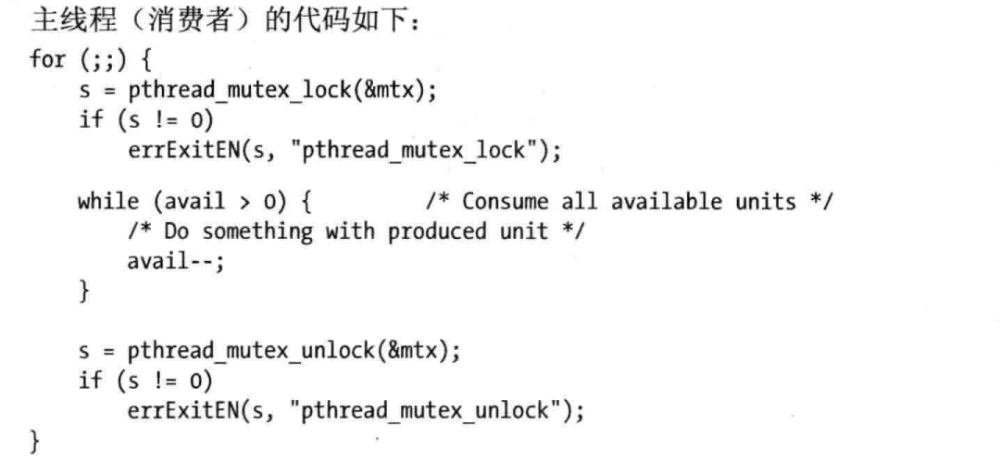 主线程（消费者）的代码如下：
for (;;) {
    s = pthread_mutex_lock(&mtx);
    if (s != 0)
        errExitEN(s, "pthread_mutex_lock");
    while (avail > 0) {         /* Consume all available units */
        /* Do something with produced unit */
        avail--;
    }
    s = pthread_mutex_unlock(&mtx);
    if (s != 0)
        errExitEN(s, "pthread_mutex_unlock");
}